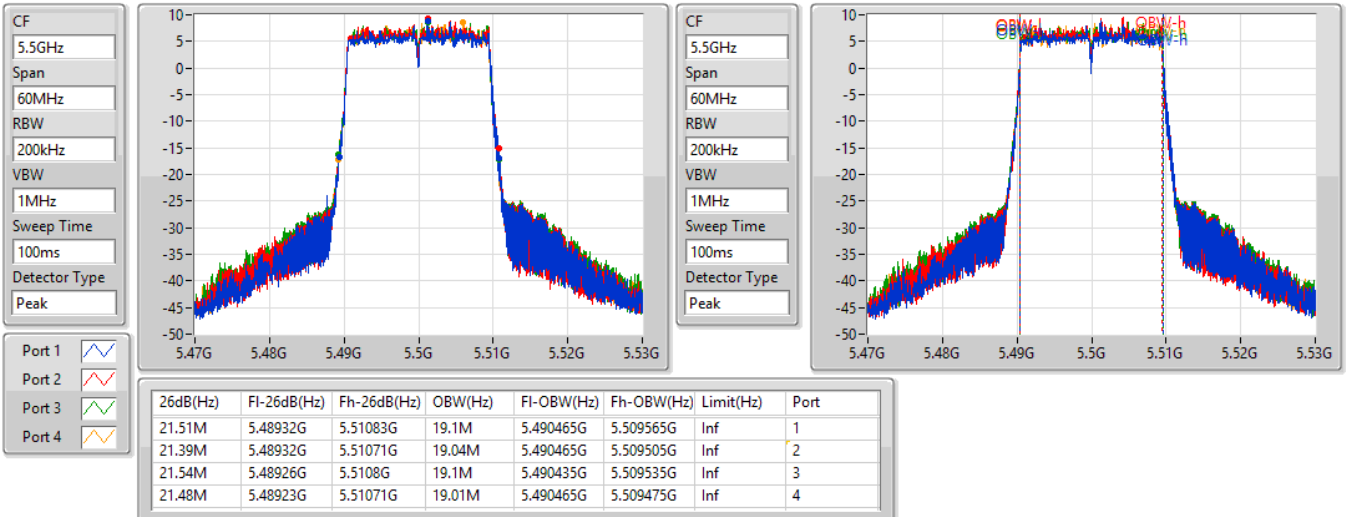 CF
5.5GHz
Span
60MHz
RBW
200kHz
VBW
1MHz
Sweep Time
100ms
Detector Type
Peak
10
5
0
-5
-10
-15
-20
-25
-30
-35
-40
-45
-50
5.47G 5.48G 5.49G 5.5G 5.51G 5.52G 5.53G
CF
5.5GHz
Span
60MHz
RBW
200kHz
VBW
1MHz
Sweep Time
100ms
Detector Type
Peak
10
5
0
-5
-10
-15
-20
-25
-30
-35
-40
-45
-50
OBW-h
5.47G 5.48G 5.49G 5.5G 5.51G 5.52G 5.53G
Port 1
Port 2
Port 3
Port 4
26dB(Hz) Fl-26dB(Hz) Fh-26dB(Hz) OBW(Hz) Fl-OBW(Hz) Fh-OBW(Hz) Limit(Hz) Port
21.51M 5.48932G 5.51083G 19.1M 5.490465G 5.509565G Inf 1
21.39M 5.48932G 5.51071G 19.04M 5.490465G 5.509505G Inf 2
21.54M 5.48926G 5.5108G 19.1M 5.490435G 5.509535G Inf 3
21.48M 5.48923G 5.51071G 19.01M 5.490465G 5.509475G Inf 4